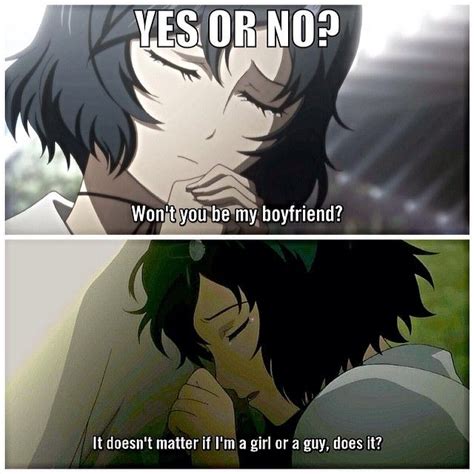 YES OR NO?
Won't you be my boyfriend?
It doesn't matter if I'm a girl or a guy, does it?